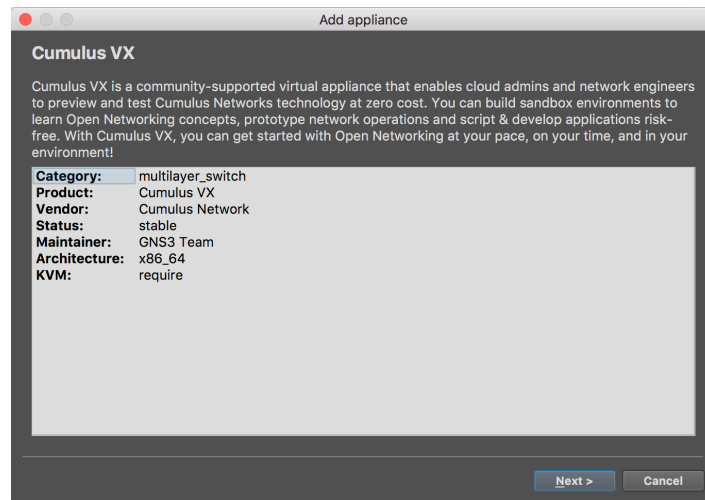 Add appliance
Cumulus VX
Cumulus VX is a community-supported virtual appliance that enables cloud admins and network engineers
to preview and test Cumulus Networks technology at zero cost. You can build sandbox environments to
learn Open Networking concepts, prototype network operations and script & develop applications risk-
free. With Cumulus VX, you can get started with Open Networking at your pace, on your time, and in your
environment!
Category: multilayer_switch
Product: Cumulus VX
Vendor: Cumulus Network
Status: stable
Maintainer: GNS3 Team
Architecture: x86_64
KVM: require
Next > Cancel